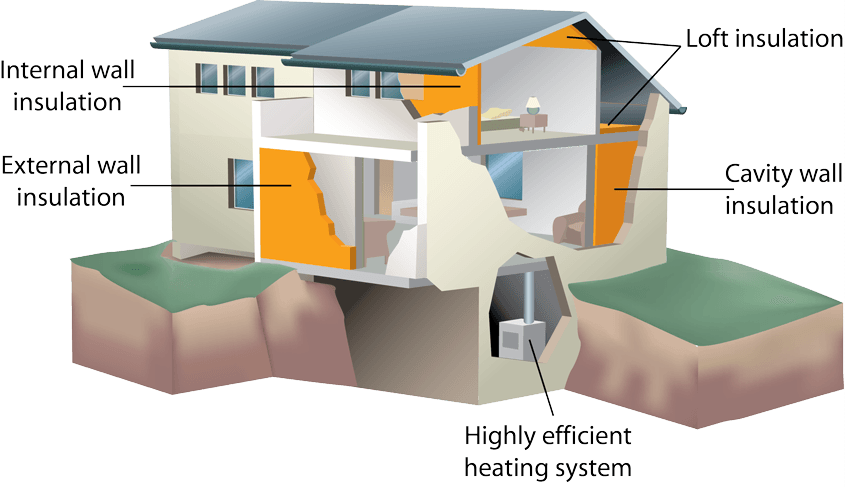 Loft insulation
Internal wall
insulation
External wall
insulation
Cavity wall
insulation
Highly efficient
heating system